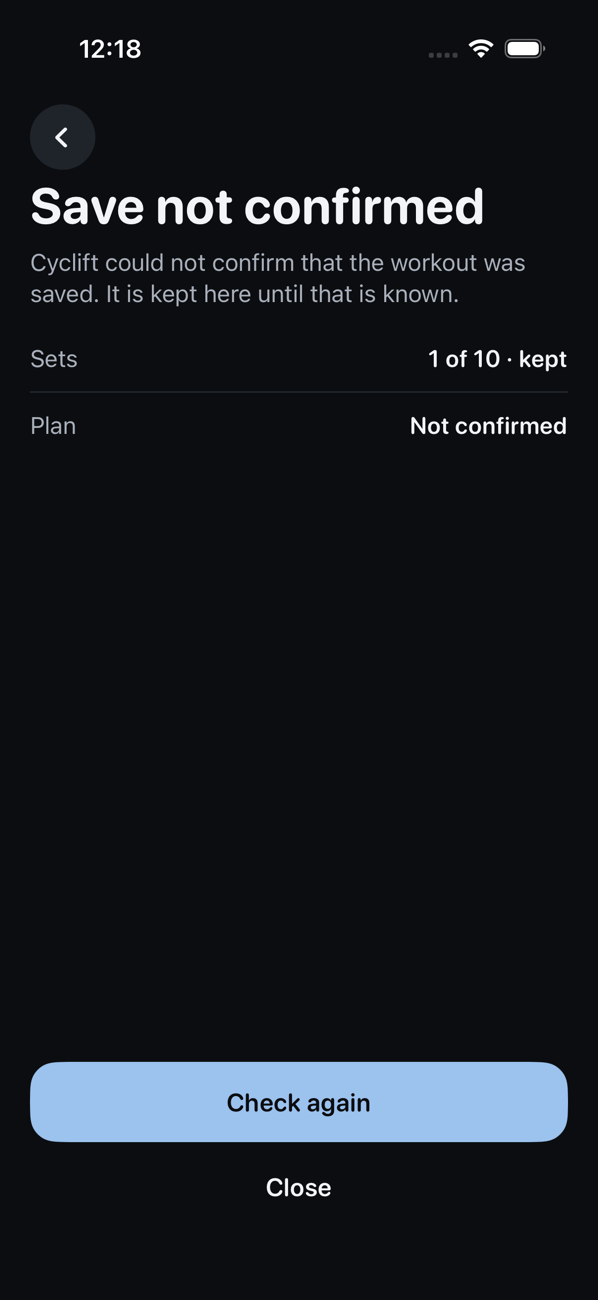 12:18
Save not confirmed
Cyclift could not confirm that the workout was
saved. It is kept here until that is known.
Sets 1 of 10 · kept
Plan Not confirmed
Check again
Close